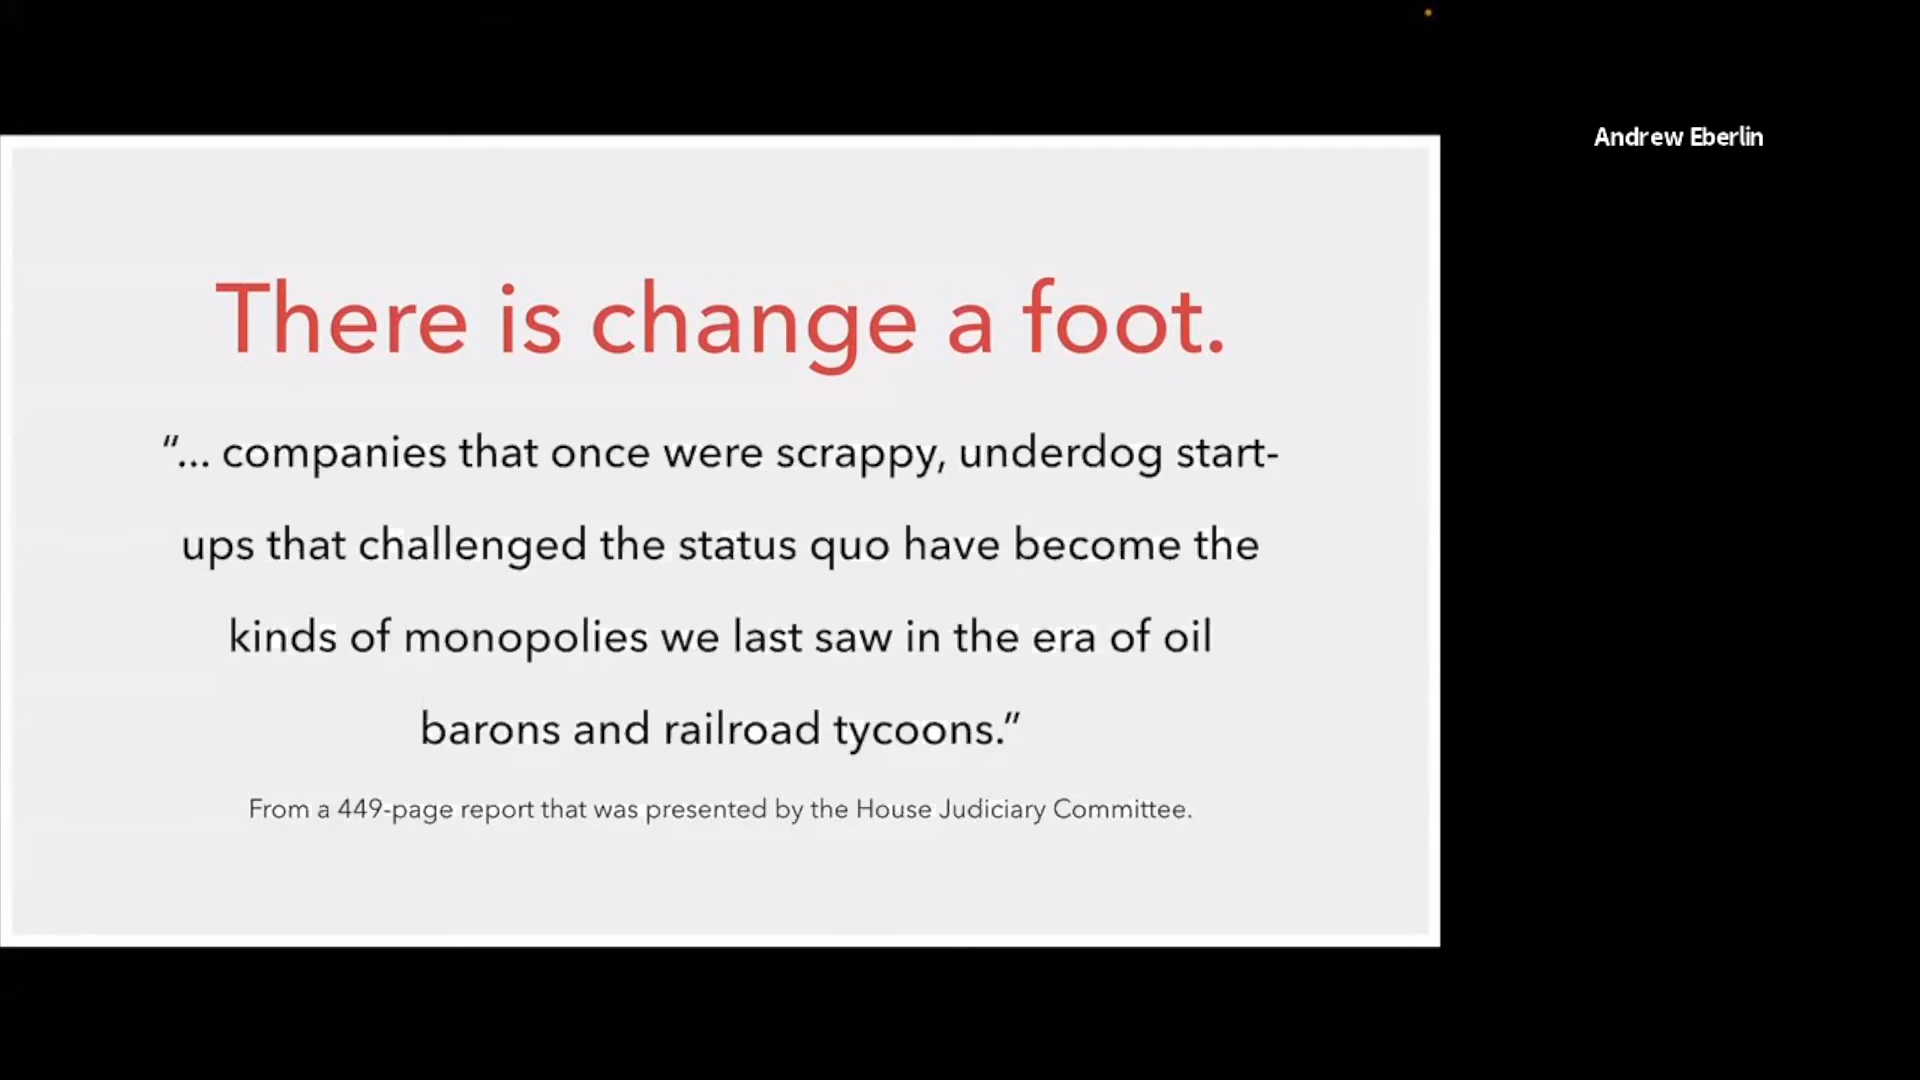 There is change a foot.
“... companies that once were scrappy, underdog start-
ups that challenged the status quo have become the
kinds of monopolies we last saw in the era of oil
barons and railroad tycoons.”
From a 449-page report that was presented by the House Judiciary Committee.
Andrew Eberlin